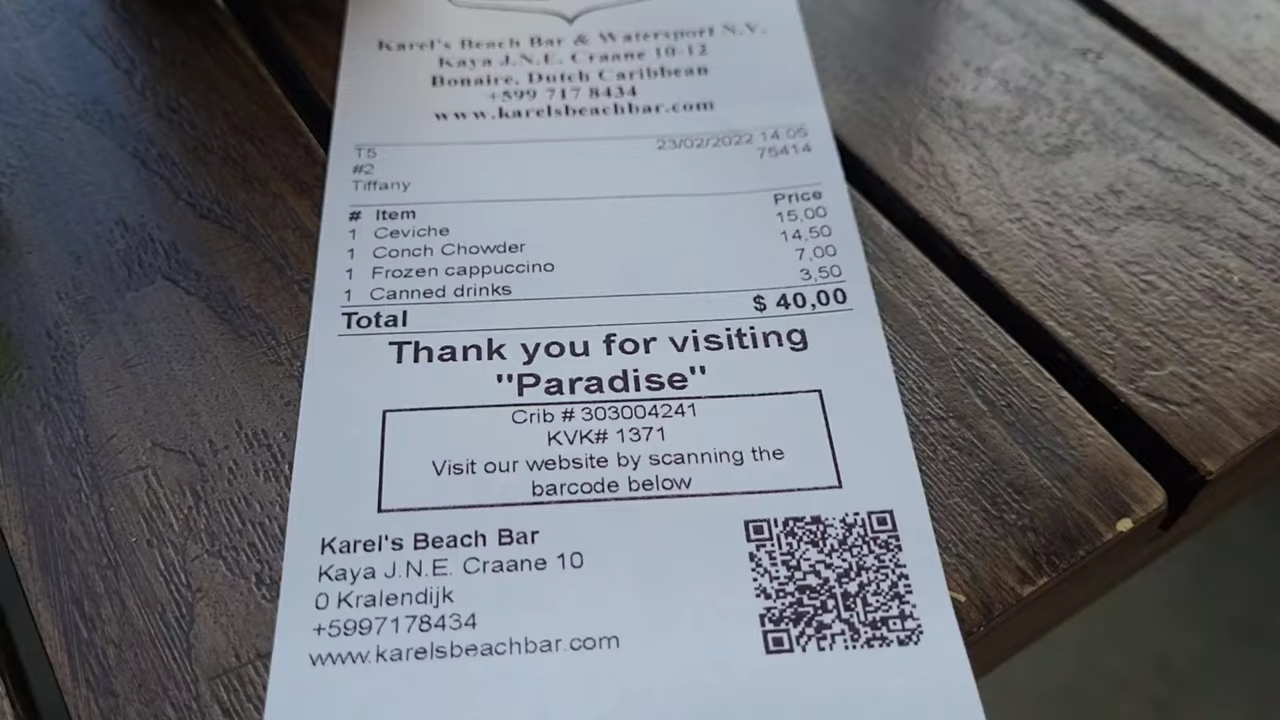 Karel's Beach Bar & Watersport N.V.
Kaya J.N.E. Craane 10-12
Bonaire, Dutch Caribbean
+599 717 8434
www.karelsbeachbar.com
T5 23/02/2022 14:05
#2 75414
Tiffany
# Item Price
1 Ceviche 15,00
1 Conch Chowder 14,50
1 Frozen cappuccino 7,00
1 Canned drinks 3,50
Total $ 40,00
Thank you for visiting
"Paradise"
Crib # 303004241
KVK# 1371
Visit our website by scanning the
barcode below
Karel's Beach Bar
Kaya J.N.E. Craane 10
0 Kralendijk
+5997178434
www.karelsbeachbar.com